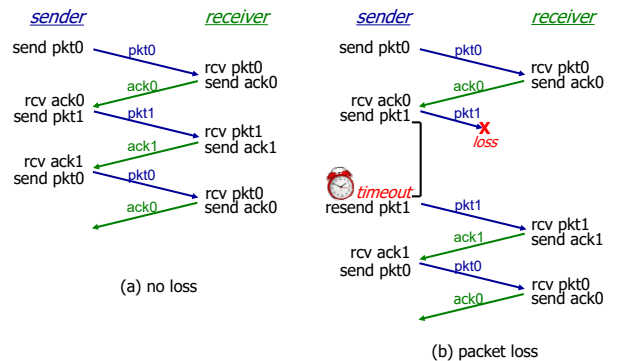 sender
receiver
send pkt0
pkt0
rcv pkt0
send ack0
ack0
rcv ack0
send pkt1
pkt1
rcv pkt1
send ack1
ack1
rcv ack1
send pkt0
pkt0
rcv pkt0
send ack0
ack0
(a) no loss
sender
receiver
send pkt0
pkt0
rcv pkt0
send ack0
ack0
rcv ack0
send pkt1
pkt1
X
loss
timeout
resend pkt1
pkt1
rcv pkt1
send ack1
ack1
rcv ack1
send pkt0
pkt0
rcv pkt0
send ack0
ack0
(b) packet loss